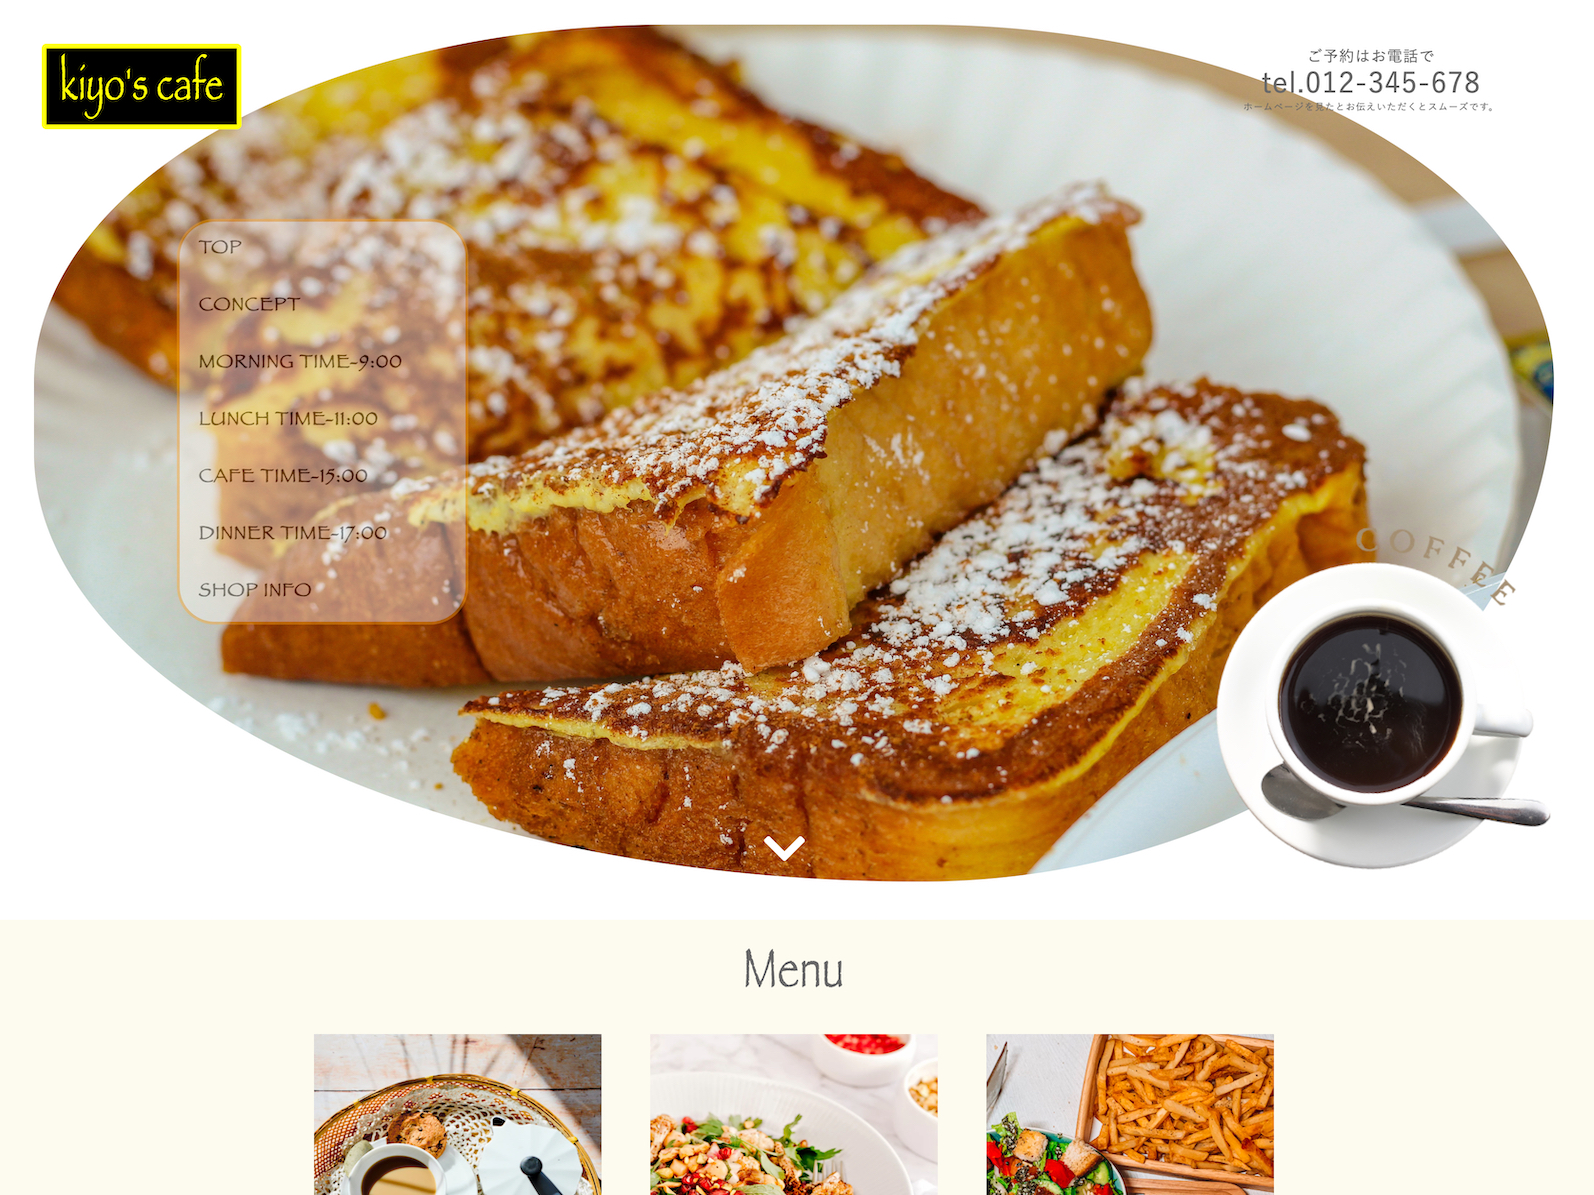 kiyo's cafe
ご予約はお電話で
tel.012-345-678
ホームページを見たとお伝えいただくとスムーズです。
TOP
CONCEPT
MORNING TIME-9:00
LUNCH TIME-11:00
CAFE TIME-15:00
DINNER TIME-17:00
SHOP INFO
COFFEE
Menu